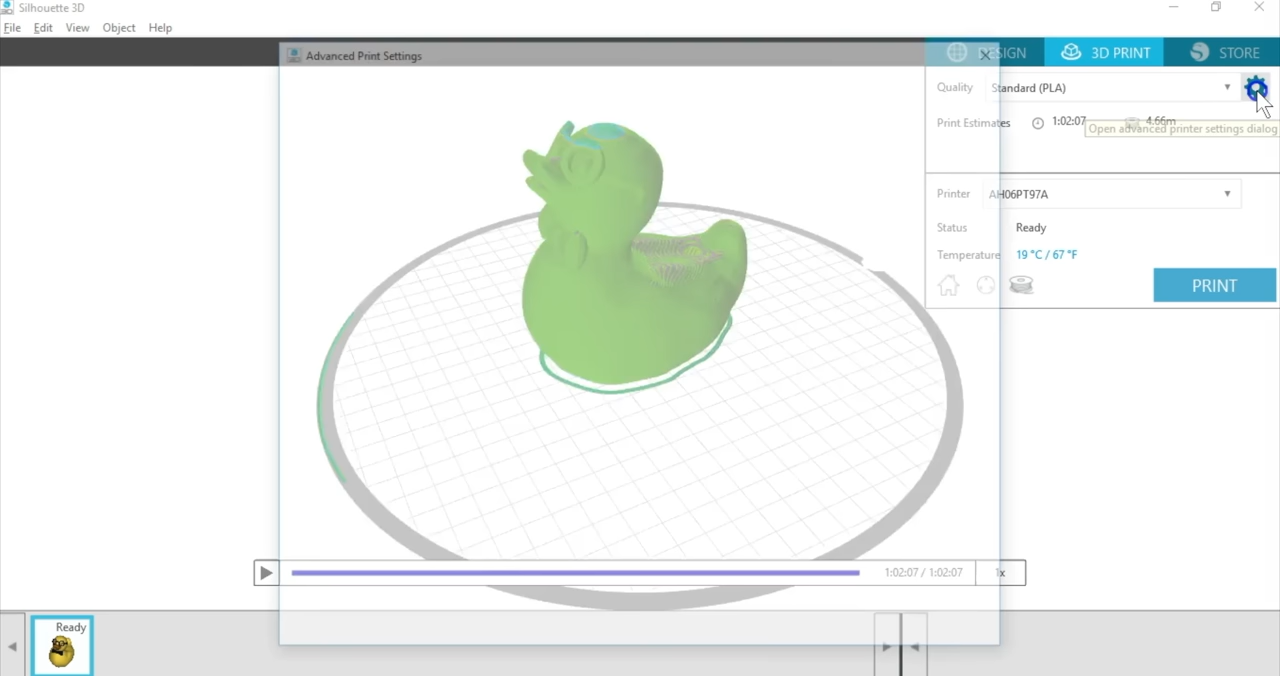 Silhouette 3D
File Edit View Object Help
Advanced Print Settings
DESIGN 3D PRINT STORE
Quality Standard (PLA)
Print Estimates 1:02:07 4.66m
Open advanced printer settings dialog
Printer AH06PT97A
Status Ready
Temperature 19 °C / 67 °F
PRINT
1:02:07 / 1:02:07 1x
Ready